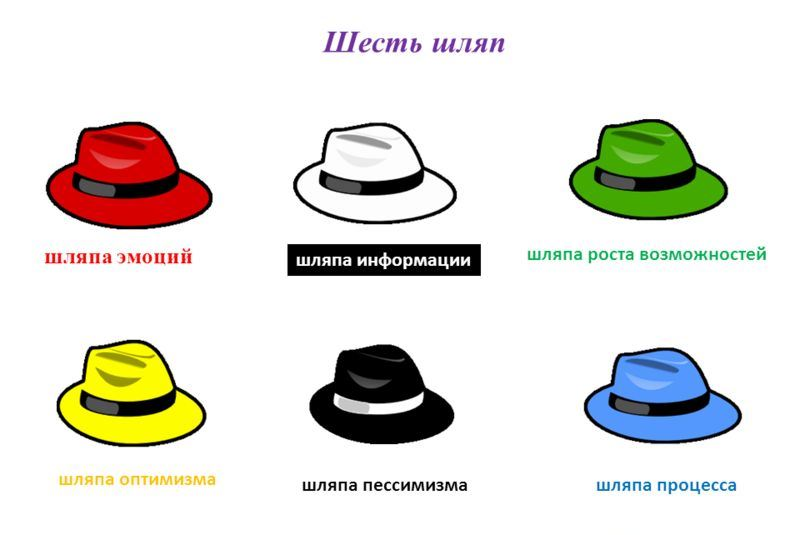 Шесть шляп
шляпа эмоций
шляпа информации
шляпа роста возможностей
шляпа оптимизма
шляпа пессимизма
шляпа процесса